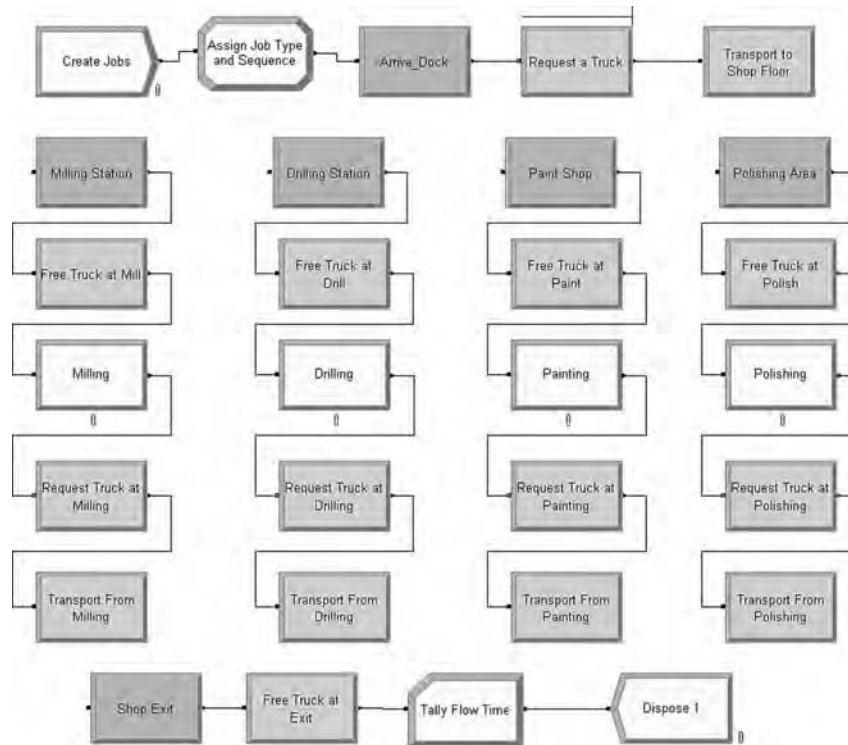 Create Jobs
Assign Job Type
and Sequence
Arrive_Dock
Request a Truck
Transport to
Shop Floor
0
Milling Station
Drilling Station
Paint Shop
Polishing Area
Free Truck at Mill
Free Truck at
Drill
Free Truck at
Paint
Free Truck at
Polish
Milling
Drilling
Painting
Polishing
0
0
0
0
Request Truck at
Milling
Request Truck at
Drilling
Request Truck at
Painting
Request Truck at
Polishing
Transport From
Milling
Transport From
Drilling
Transport From
Painting
Transport From
Polishing
Shop Exit
Free Truck at
Exit
Tally Flow Time
Dispose 1
0